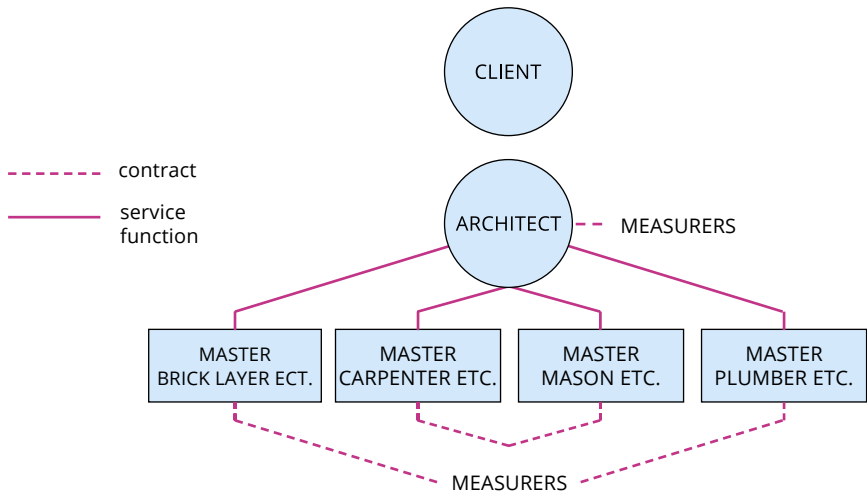 CLIENT
contract
service
function
ARCHITECT
MEASURERS
MASTER
BRICK LAYER ECT.
MASTER
CARPENTER ETC.
MASTER
MASON ETC.
MASTER
PLUMBER ETC.
MEASURERS